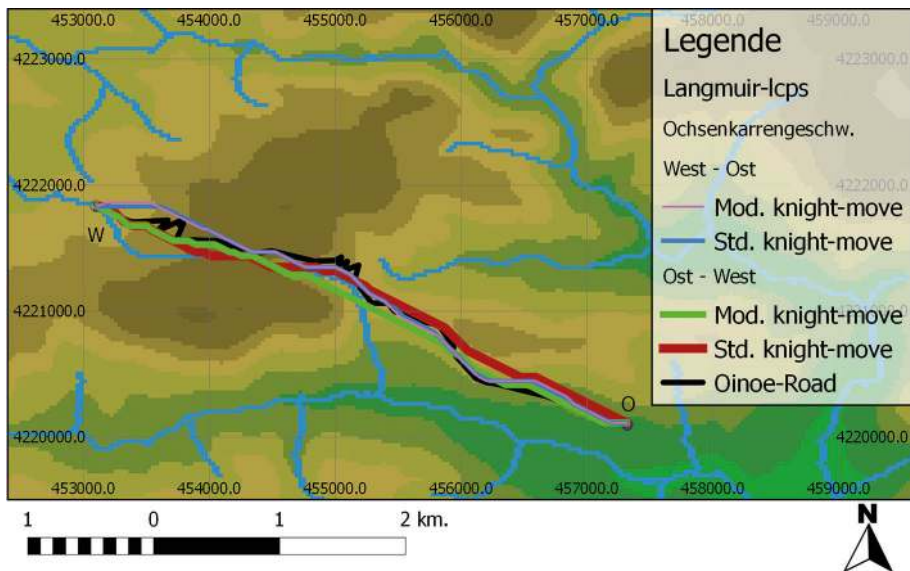 453000.0 454000.0 455000.0 456000.0 457000.0 458000.0 459000.0
4223000.0 4223000.0
4222000.0 4222000.0
4221000.0 4221000.0
4220000.0 4220000.0
W
O
Legende
Langmuir-lcps
Ochsenkarrengeschw.
West - Ost
Mod. knight-move
Std. knight-move
Ost - West
Mod. knight-move
Std. knight-move
Oinoe-Road
453000.0 454000.0 455000.0 456000.0 457000.0 458000.0 459000.0
1 0 1 2 km.
N